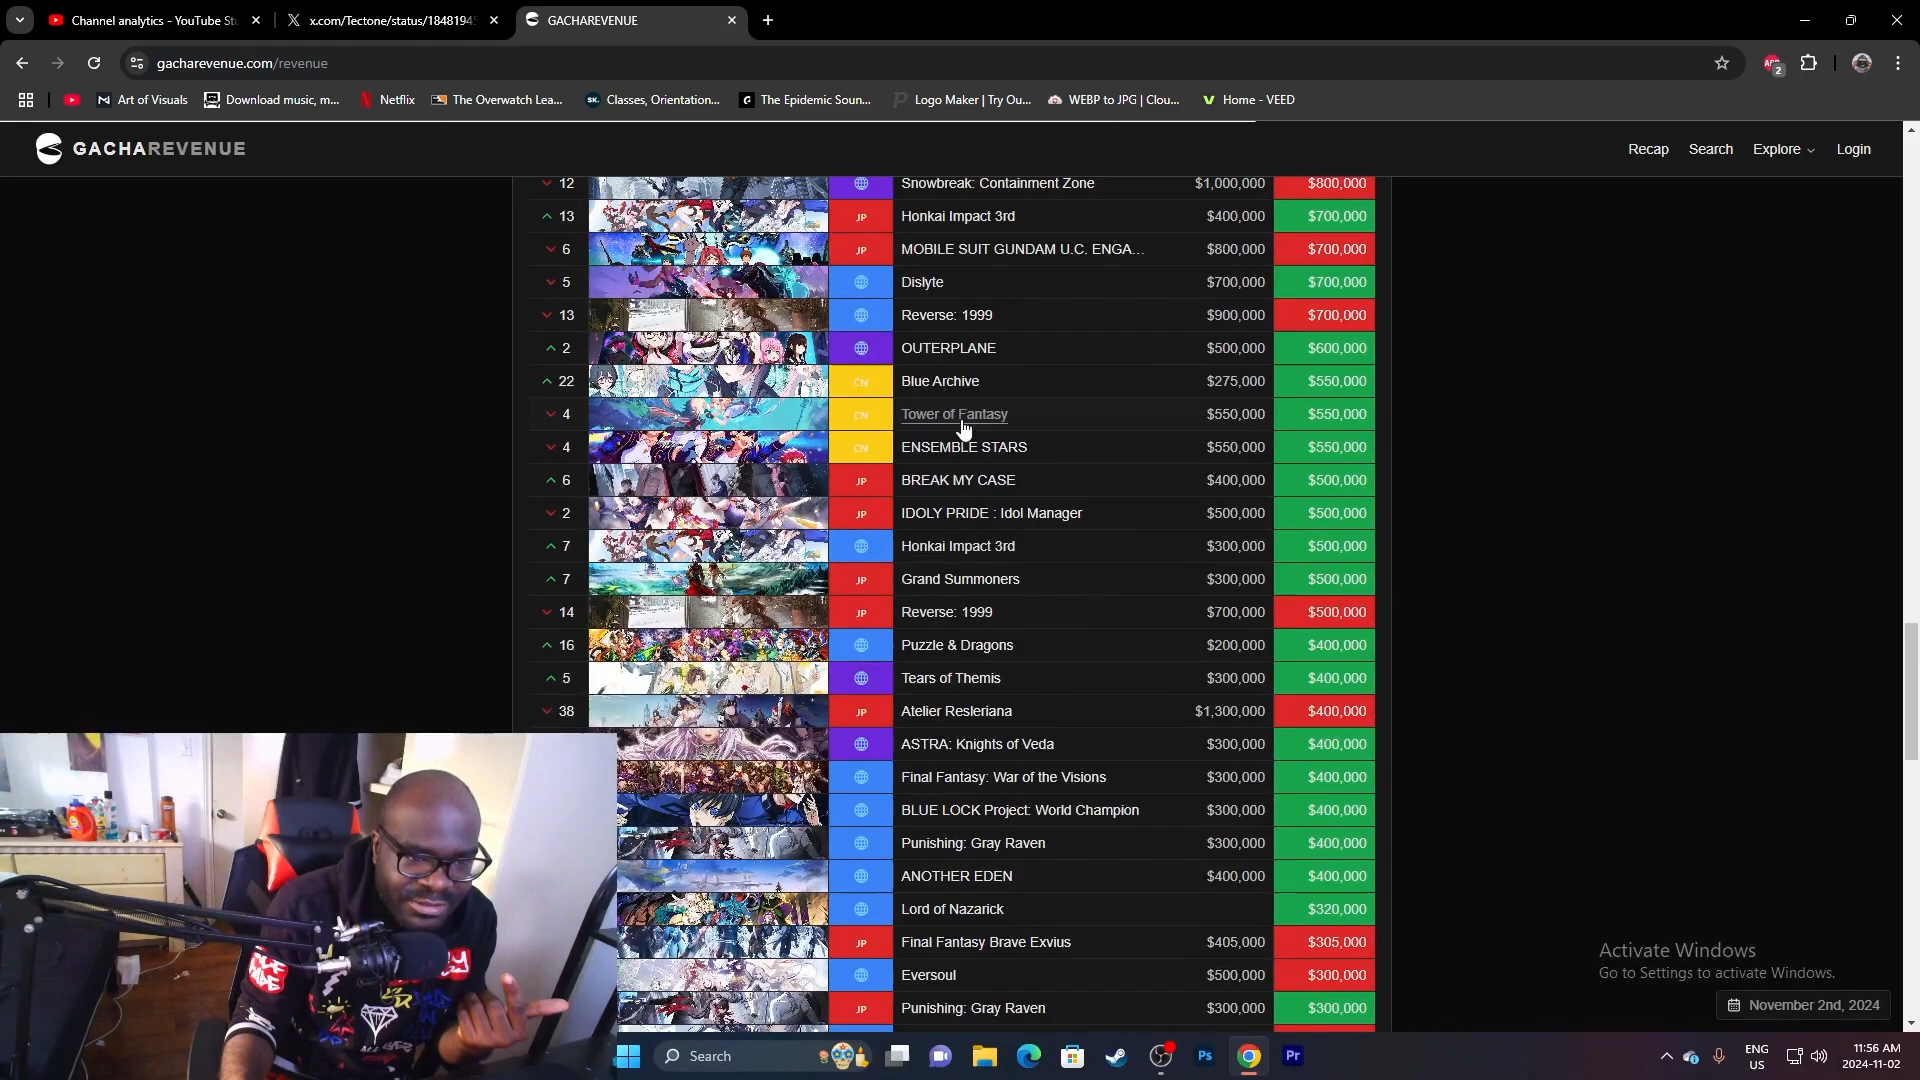 Channel analytics - YouTube St
x.com/Tectone/status/1848194
GACHAREVENUE
gacharevenue.com/revenue
2
Art of Visuals
Download music, m...
Netflix
The Overwatch Lea...
SK. Classes, Orientation...
The Epidemic Soun...
Logo Maker | Try Ou...
WEBP to JPG | Clou...
Home - VEED
GACHAREVENUE
Recap
Search
Explore
Login
12 Snowbreak: Containment Zone $1,000,000 $800,000
13 JP Honkai Impact 3rd $400,000 $700,000
6 JP MOBILE SUIT GUNDAM U.C. ENGA... $800,000 $700,000
5 Dislyte $700,000 $700,000
13 Reverse: 1999 $900,000 $700,000
2 OUTERPLANE $500,000 $600,000
22 CN Blue Archive $275,000 $550,000
4 CN Tower of Fantasy $550,000 $550,000
4 CN ENSEMBLE STARS $550,000 $550,000
6 JP BREAK MY CASE $400,000 $500,000
2 JP IDOLY PRIDE : Idol Manager $500,000 $500,000
7 Honkai Impact 3rd $300,000 $500,000
7 JP Grand Summoners $300,000 $500,000
14 JP Reverse: 1999 $700,000 $500,000
16 Puzzle & Dragons $200,000 $400,000
5 Tears of Themis $300,000 $400,000
38 JP Atelier Resleriana $1,300,000 $400,000
ASTRA: Knights of Veda $300,000 $400,000
Final Fantasy: War of the Visions $300,000 $400,000
BLUE LOCK Project: World Champion $300,000 $400,000
Punishing: Gray Raven $300,000 $400,000
ANOTHER EDEN $400,000 $400,000
Lord of Nazarick $320,000
JP Final Fantasy Brave Exvius $405,000 $305,000
Eversoul $500,000 $300,000
JP Punishing: Gray Raven $300,000 $300,000
Activate Windows
Go to Settings to activate Windows.
November 2nd, 2024
Search
Ps
Pr
ENG
US
11:56 AM
2024-11-02